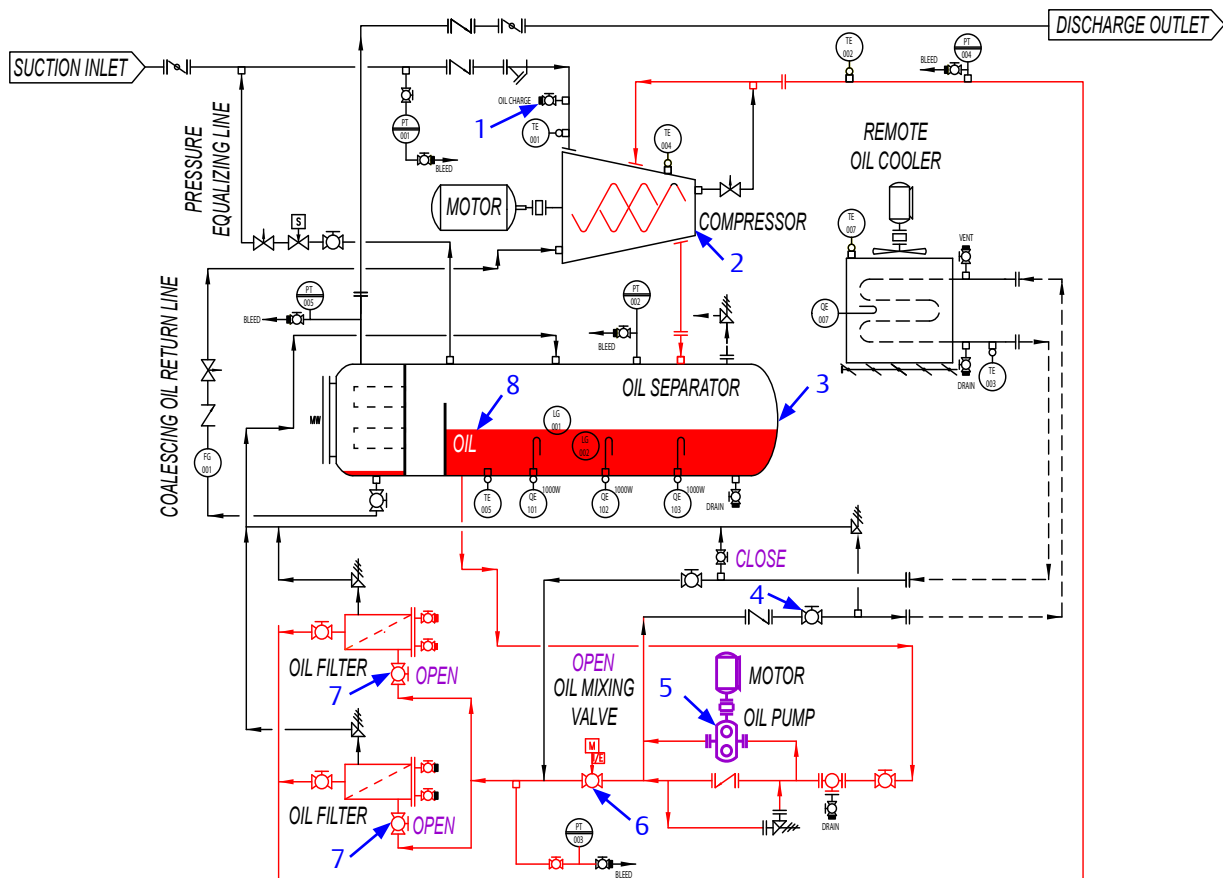 DISCHARGE OUTLET
SUCTION INLET
TE
002
PT
004
BLEED
OIL CHARGE
1
PT
001
BLEED
TE
001
TE
004
REMOTE
OIL COOLER
PRESSURE
EQUALIZING LINE
S
MOTOR
COMPRESSOR
2
TE
007
VENT
QE
007
TE
003
DRAIN
COALESCING OIL RETURN LINE
PT
005
BLEED
PT
002
BLEED
OIL SEPARATOR
3
8
MW
OIL
LG
001
LG
002
FG
001
TE
005
QE
101
1000W
QE
102
1000W
QE
103
1000W
DRAIN
CLOSE
4
OIL FILTER
OPEN
7
OPEN
OIL MIXING
VALVE
5
MOTOR
OIL PUMP
M
I/E
6
DRAIN
OIL FILTER
OPEN
7
PT
003
BLEED